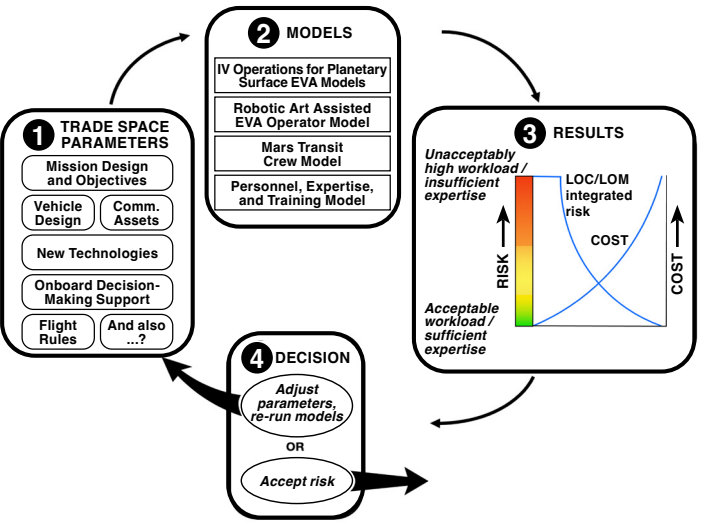 1 TRADE SPACE
PARAMETERS
Mission Design
and Objectives
Vehicle
Design
Comm.
Assets
New Technologies
Onboard Decision-
Making Support
Flight
Rules
And also
...?
2 MODELS
IV Operations for Planetary
Surface EVA Models
Robotic Art Assisted
EVA Operator Model
Mars Transit
Crew Model
Personnel, Expertise,
and Training Model
3 RESULTS
Unacceptably
high workload /
insufficient
expertise
LOC/LOM
integrated
risk
COST
RISK
COST
Acceptable
workload /
sufficient
expertise
4 DECISION
Adjust
parameters,
re-run models
OR
Accept risk